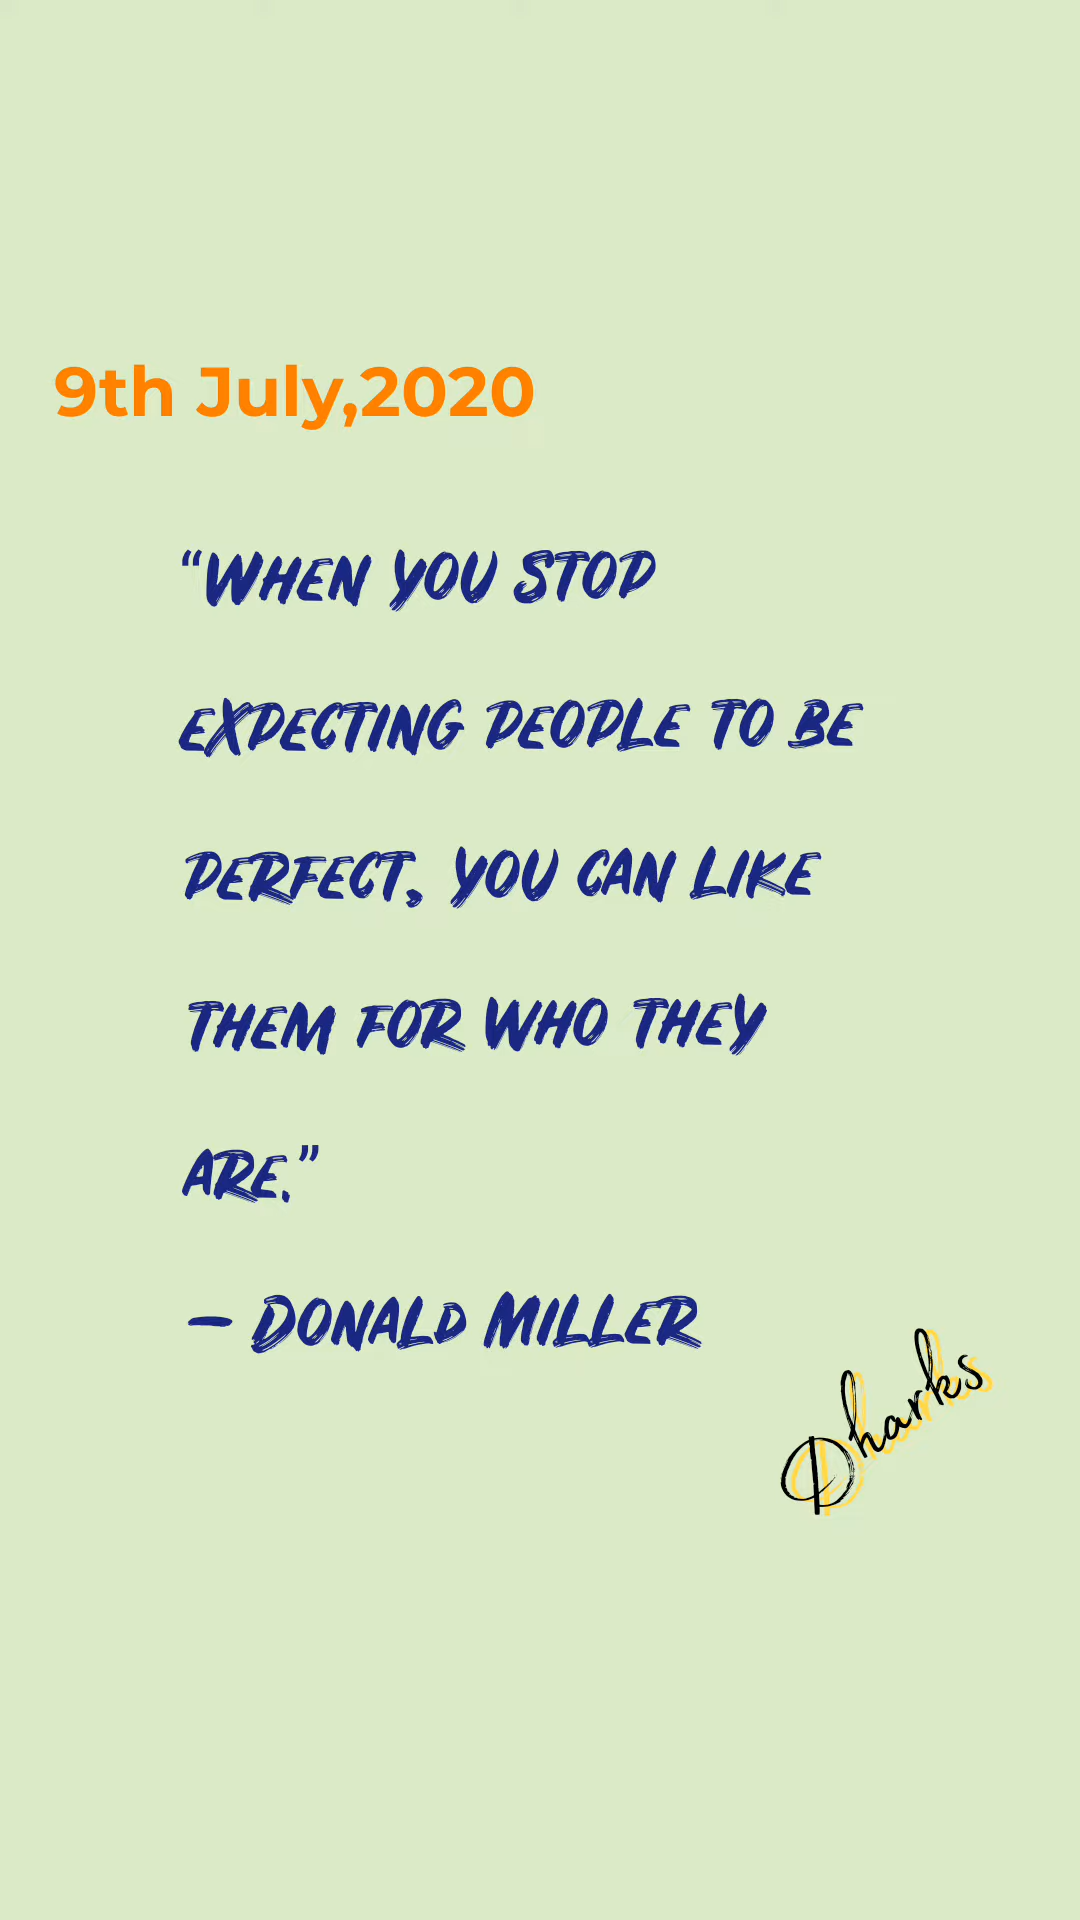 9th July,2020
“When you stop
expecting people to be
perfect, you can like
them for who they
are.”
― Donald Miller
Dharks